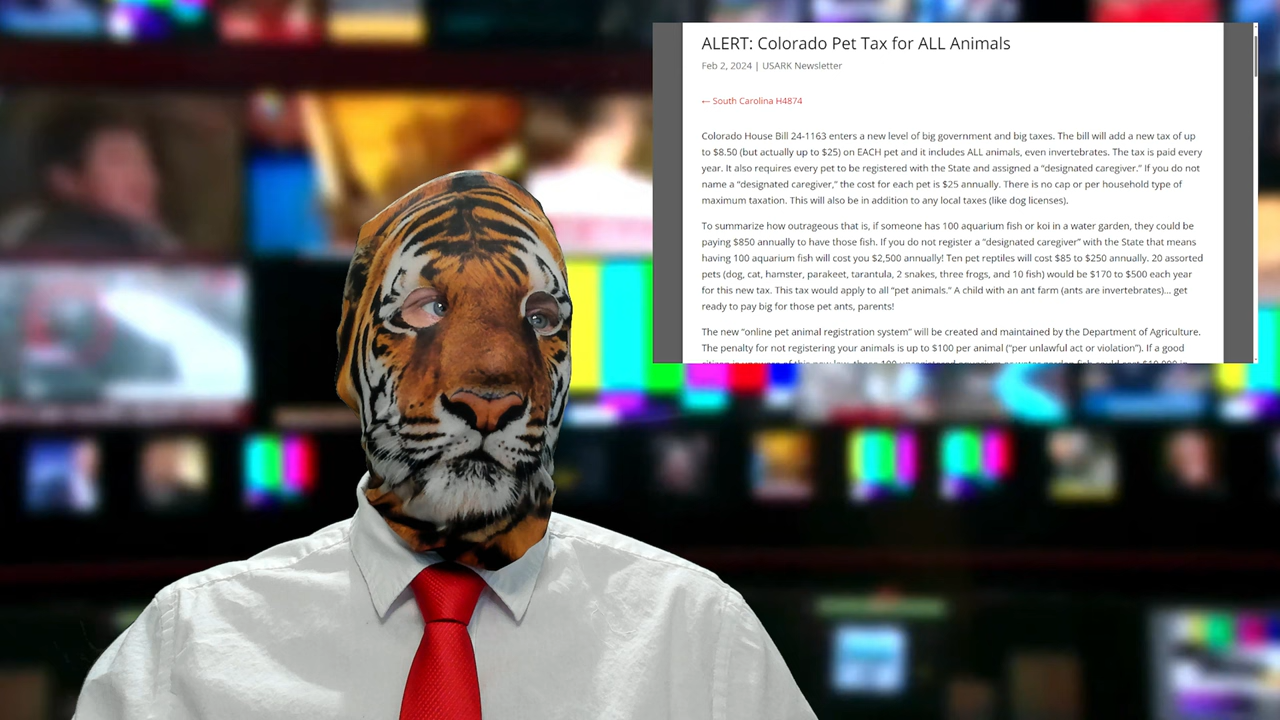 ALERT: Colorado Pet Tax for ALL Animals
Feb 2, 2024 | USARK Newsletter
← South Carolina H4874
Colorado House Bill 24-1163 enters a new level of big government and big taxes. The bill will add a new tax of up
to $8.50 (but actually up to $25) on EACH pet and it includes ALL animals, even invertebrates. The tax is paid every
year. It also requires every pet to be registered with the State and assigned a “designated caregiver.” If you do not
name a “designated caregiver,” the cost for each pet is $25 annually. There is no cap or per household type of
maximum taxation. This will also be in addition to any local taxes (like dog licenses).
To summarize how outrageous that is, if someone has 100 aquarium fish or koi in a water garden, they could be
paying $850 annually to have those fish. If you do not register a “designated caregiver” with the State that means
having 100 aquarium fish will cost you $2,500 annually! Ten pet reptiles will cost $85 to $250 annually. 20 assorted
pets (dog, cat, hamster, parakeet, tarantula, 2 snakes, three frogs, and 10 fish) would be $170 to $500 each year
for this new tax. This tax would apply to all “pet animals.” A child with an ant farm (ants are invertebrates)... get
ready to pay big for those pet ants, parents!
The new “online pet animal registration system” will be created and maintained by the Department of Agriculture.
The penalty for not registering your animals is up to $100 per animal (“per unlawful act or violation”). If a good